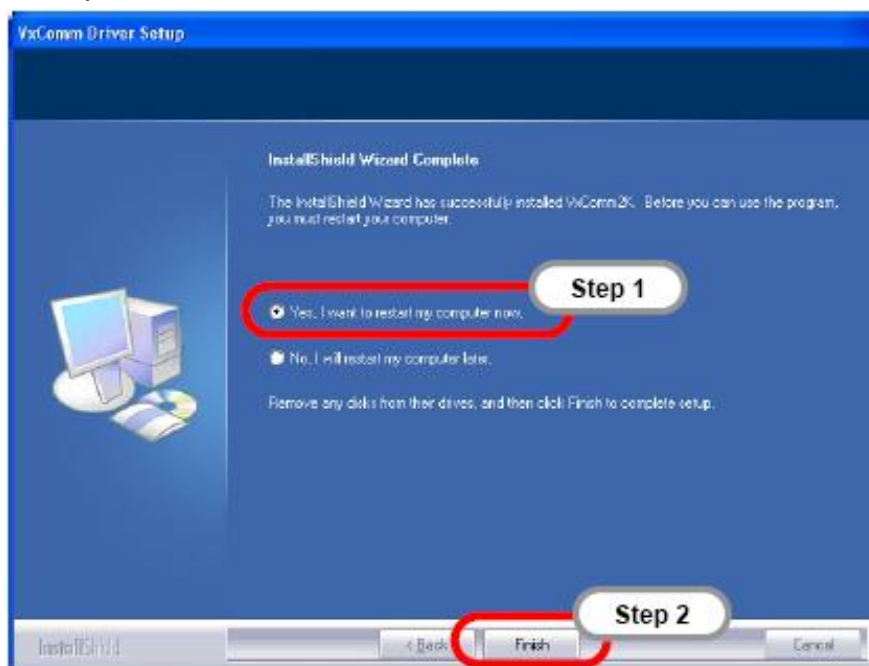 VxComm Driver Setup
InstallShield Wizard Complete
The InstallShield Wizard has successfully installed VxComm2K. Before you can use the program,
you must restart your computer.
Step 1
Yes, I want to restart my computer now.
No, I will restart my computer later.
Remove any disks from their drives, and then click Finish to complete setup.
Step 2
InstallShield
< Back
Finish
Cancel